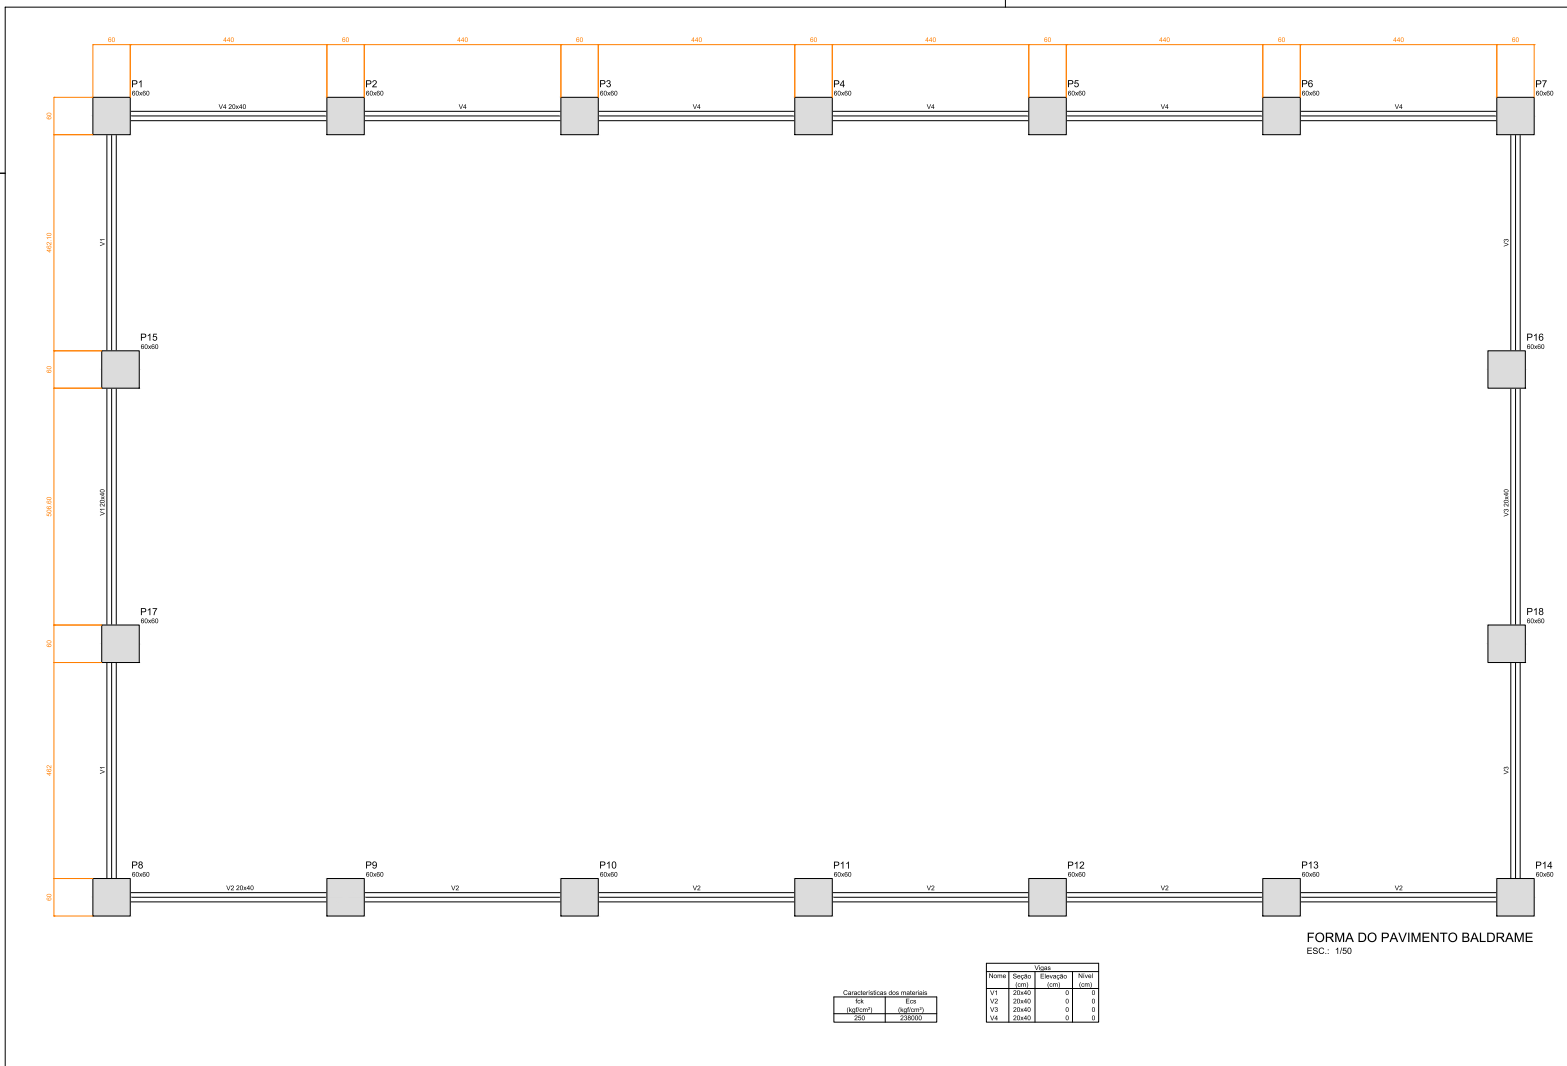 60 440 60 440 60 440 60 440 60 440 60 440 60
P1 P2 P3 P4 P5 P6 P7
60x60 60x60 60x60 60x60 60x60 60x60 60x60
V4 20x40 V4 V4 V4 V4 V4
60
462.10
V1
V3
P15 P16
60x60 60x60
60
508.60
V1 20x40
V3 20x40
P17 P18
60x60 60x60
60
462
V1
V3
P8 P9 P10 P11 P12 P13 P14
60x60 60x60 60x60 60x60 60x60 60x60 60x60
V2 20x40 V2 V2 V2 V2 V2
60
FORMA DO PAVIMENTO BALDRAME
ESC.: 1/50
Características dos materiais
fck Ecs
(kgf/cm²) (kgf/cm²)
250 238000
Vigas
Nome Seção Elevação Nível
(cm) (cm) (cm)
V1 20x40 0 0
V2 20x40 0 0
V3 20x40 0 0
V4 20x40 0 0